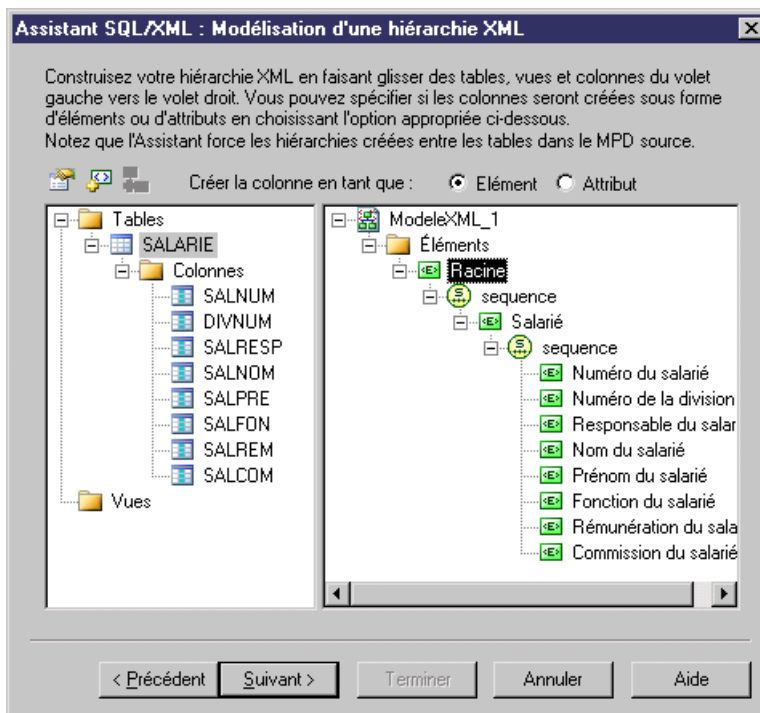 Assistant SQL/XML : Modélisation d'une hiérarchie XML
Construisez votre hiérarchie XML en faisant glisser des tables, vues et colonnes du volet
gauche vers le volet droit. Vous pouvez spécifier si les colonnes seront créées sous forme
d'éléments ou d'attributs en choisissant l'option appropriée ci-dessous.
Notez que l'Assistant force les hiérarchies créées entre les tables dans le MPD source.
Créer la colonne en tant que : Elément Attribut
Tables
SALARIE
Colonnes
SALNUM
DIVNUM
SALRESP
SALNOM
SALPRE
SALFON
SALREM
SALCOM
Vues
ModeleXML_1
Éléments
<E> Racine
S sequence
<E> Salarié
S sequence
<E> Numéro du salarié
<E> Numéro de la division
<E> Responsable du salar
<E> Nom du salarié
<E> Prénom du salarié
<E> Fonction du salarié
<E> Rémunération du sala
<E> Commission du salarié
< Précédent Suivant > Terminer Annuler Aide